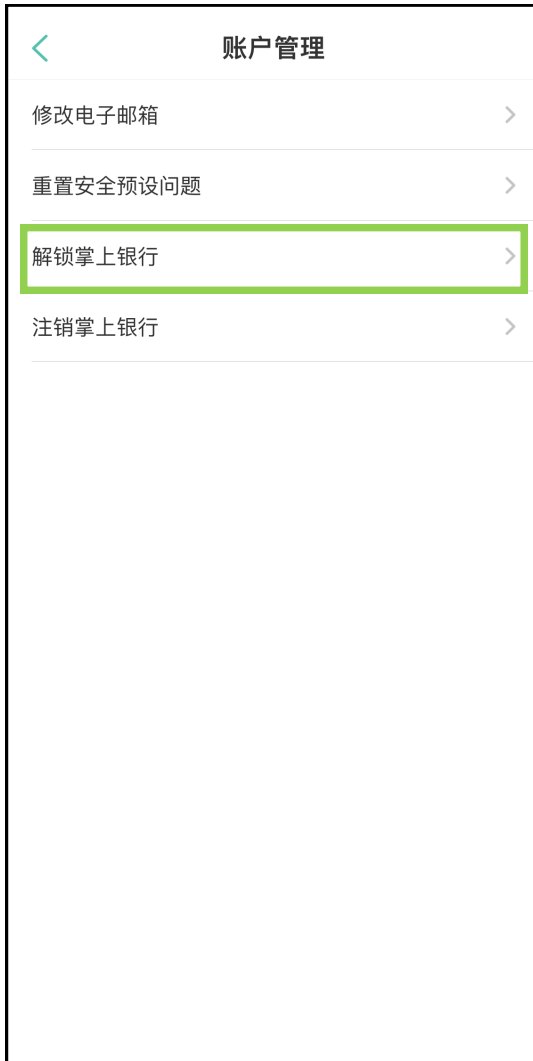 账户管理
修改电子邮箱
重置安全预设问题
解锁掌上银行
注销掌上银行